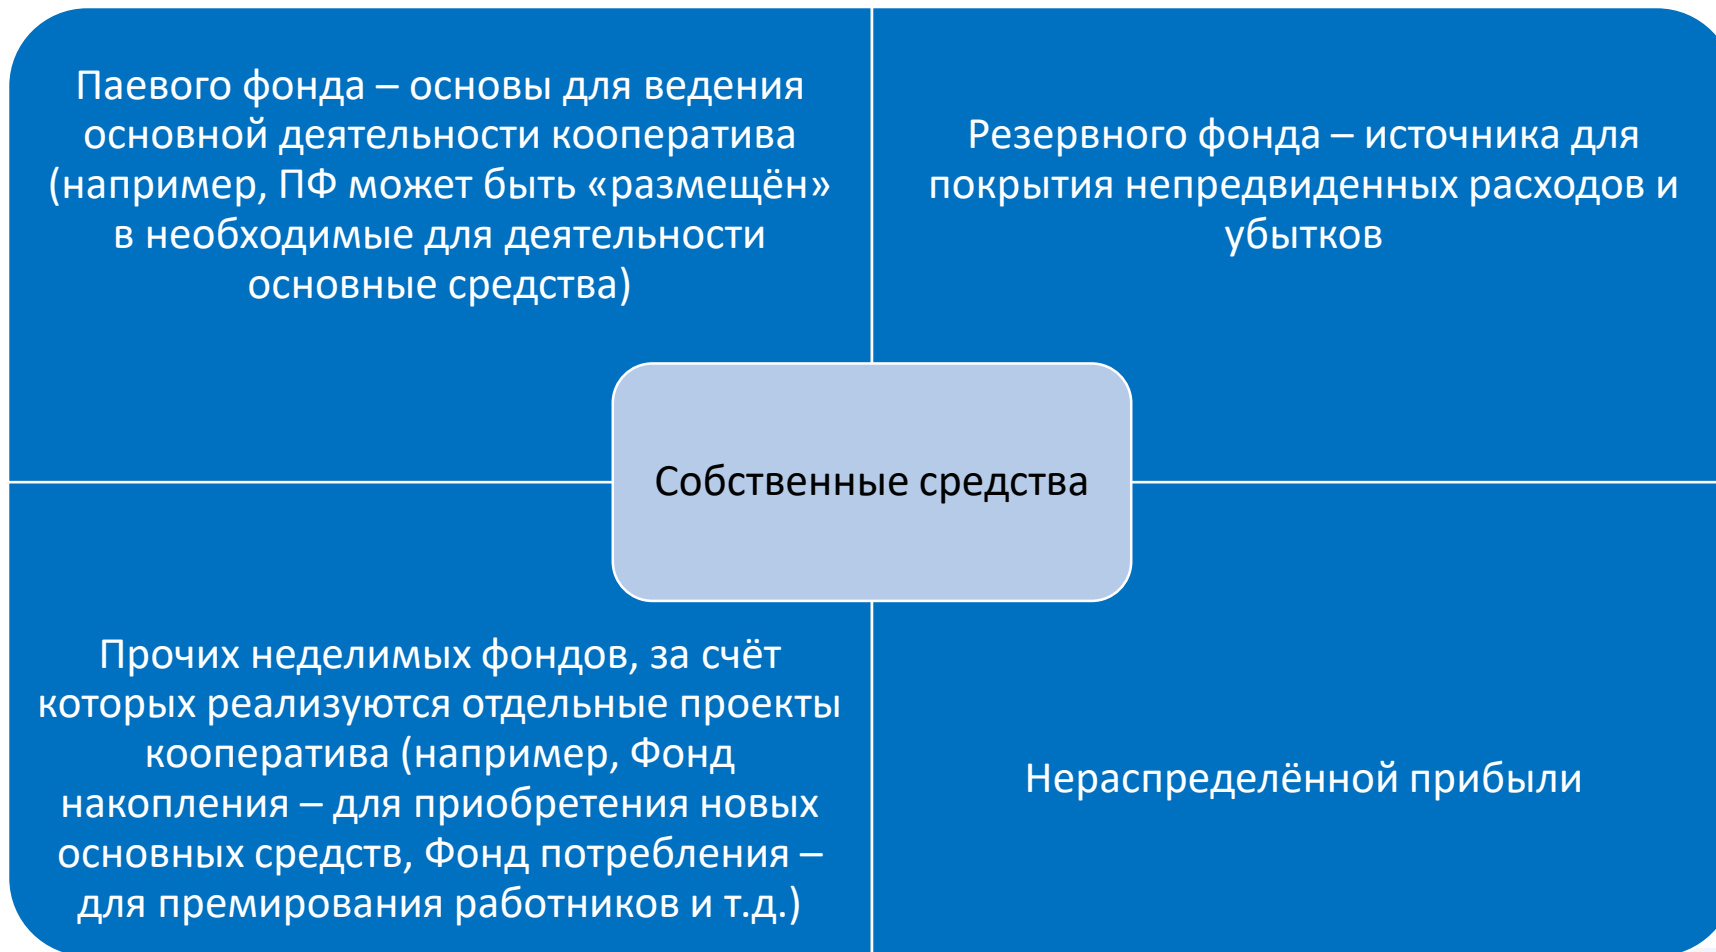 Паевого фонда – основы для ведения
основной деятельности кооператива
(например, ПФ может быть «размещён»
в необходимые для деятельности
основные средства)
Резервного фонда – источника для
покрытия непредвиденных расходов и
убытков
Собственные средства
Прочих неделимых фондов, за счёт
которых реализуются отдельные проекты
кооператива (например, Фонд
накопления – для приобретения новых
основных средств, Фонд потребления –
для премирования работников и т.д.)
Нераспределённой прибыли